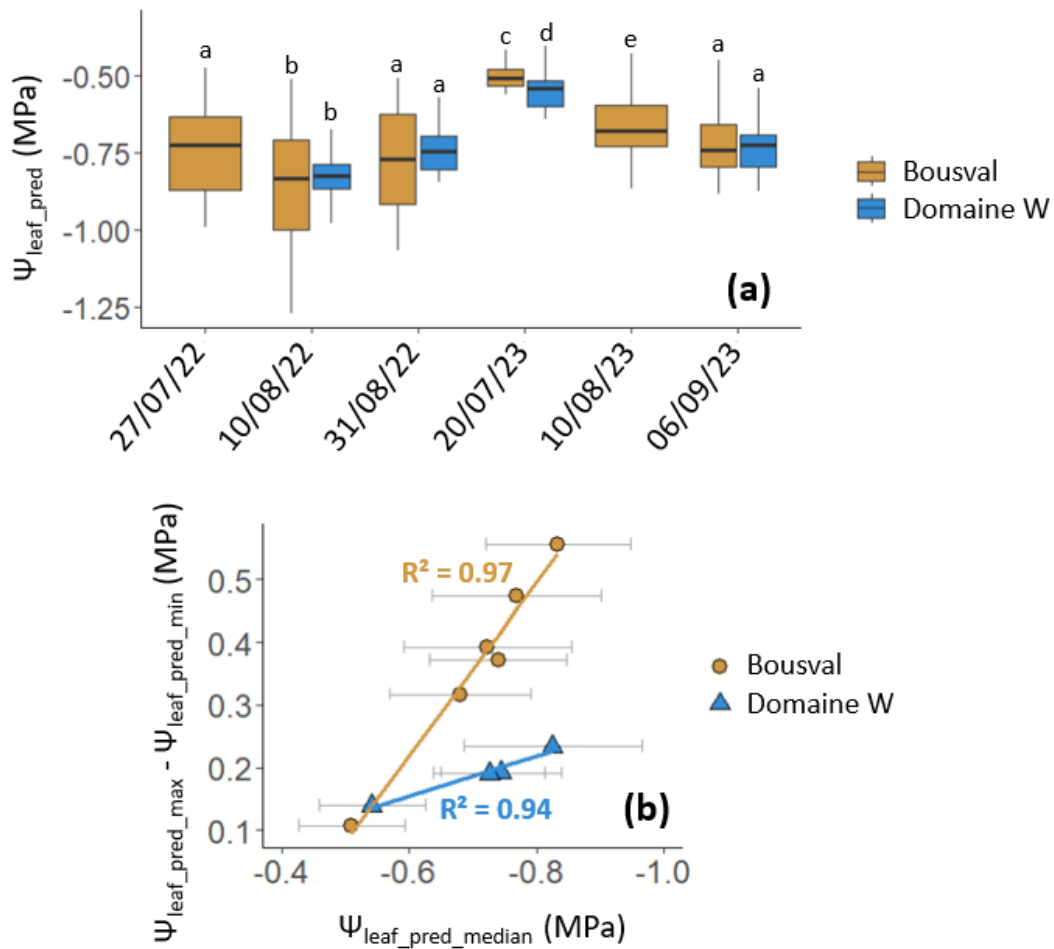 Ψleaf_pred (MPa)
-0.50
-0.75
-1.00
-1.25
a
b
b
a
a
c
d
e
a
a
(a)
27/07/22
10/08/22
31/08/22
20/07/23
10/08/23
06/09/23
Bousval
Domaine W
Ψleaf_pred_max - Ψleaf_pred_min (MPa)
0.5
0.4
0.3
0.2
0.1
R² = 0.97
R² = 0.94
(b)
-0.4
-0.6
-0.8
-1.0
Ψleaf_pred_median (MPa)
Bousval
Domaine W